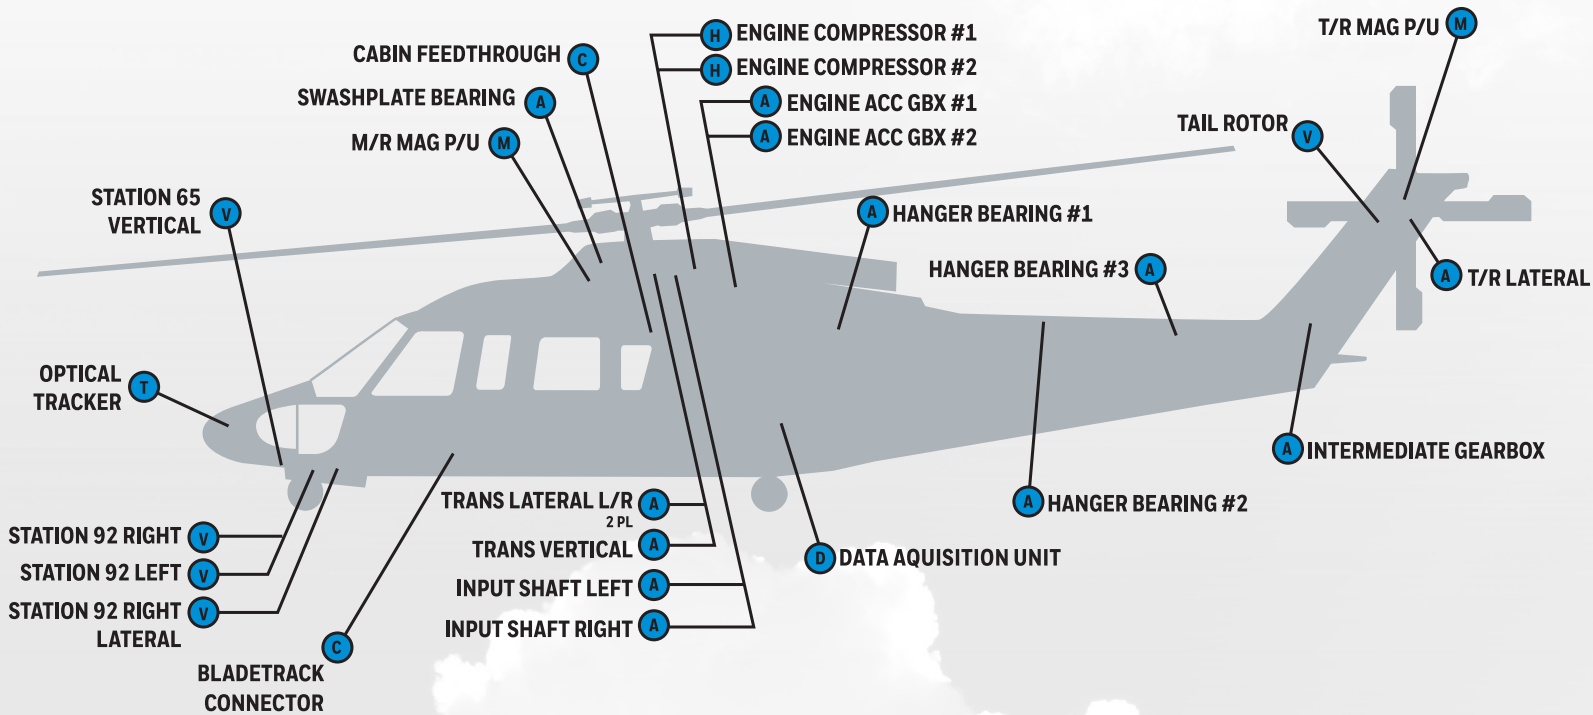 T/R MAG P/U M
H ENGINE COMPRESSOR #1
CABIN FEEDTHROUGH C
H ENGINE COMPRESSOR #2
SWASHPLATE BEARING A
A ENGINE ACC GBX #1
M/R MAG P/U M
A ENGINE ACC GBX #2
TAIL ROTOR V
STATION 65
VERTICAL
V
A HANGER BEARING #1
HANGER BEARING #3 A
A T/R LATERAL
OPTICAL
TRACKER
T
A INTERMEDIATE GEARBOX
TRANS LATERAL L/R A
2 PL
A HANGER BEARING #2
STATION 92 RIGHT V
TRANS VERTICAL A
D DATA AQUISITION UNIT
STATION 92 LEFT V
INPUT SHAFT LEFT A
STATION 92 RIGHT V
LATERAL
INPUT SHAFT RIGHT A
C
BLADETRACK
CONNECTOR